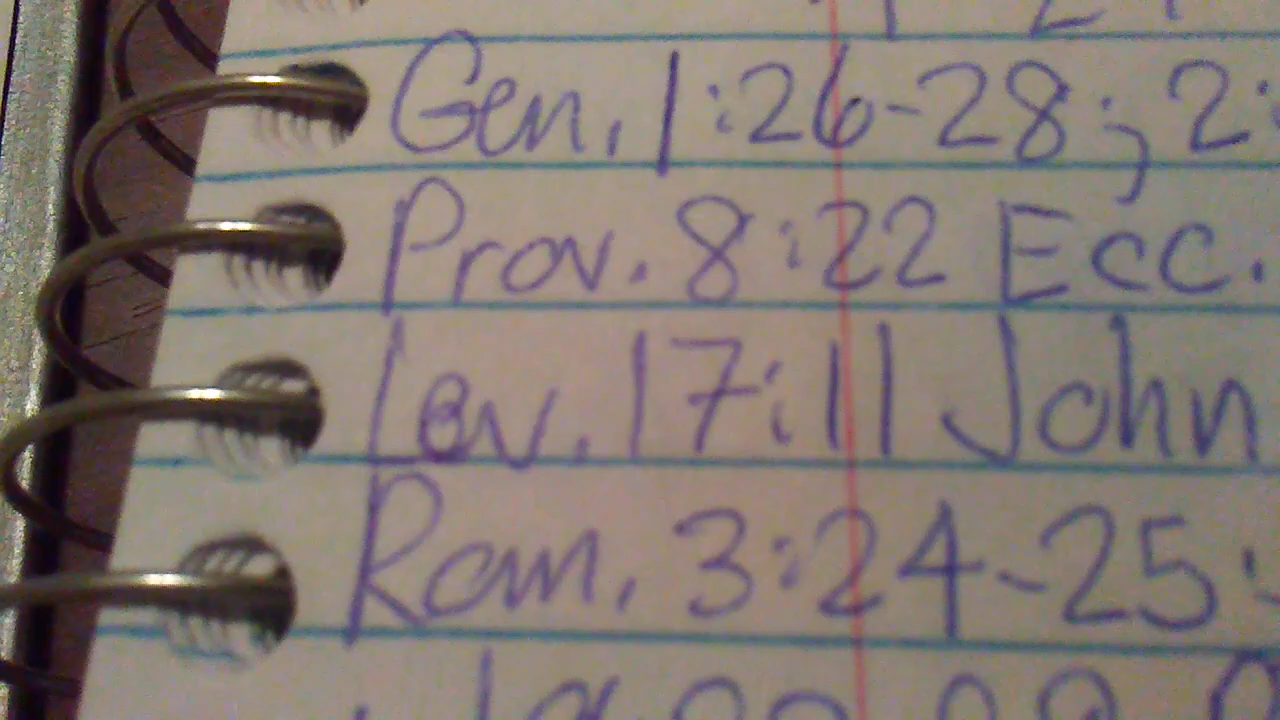 Gen. 1:26-28; 2:
Prov. 8:22 Ecc.
Lev. 17:11 John
Rom. 3:24-25;